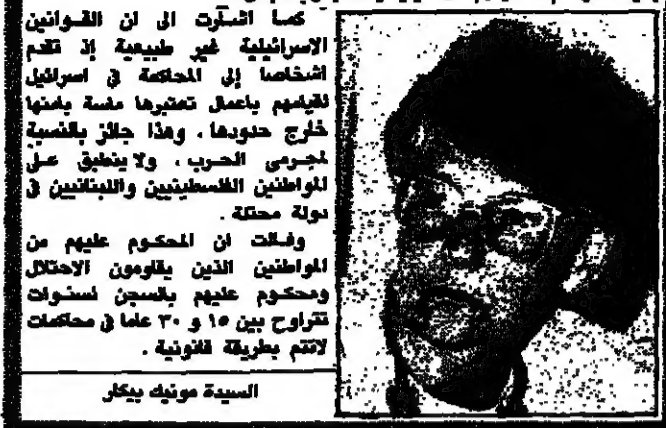 كما اشارت الى ان القوانين
الاسرائيلية غير طبيعية إذ تقدم
اشخاصا إلى المحاكمة في اسرائيل
لقيامهم باعمال تعتبرها ماسة بامنها
خارج حدودها ، وهذا جائز بالنسبة
لمجرمى الحرب ، ولا ينطبق على
المواطنين الفلسطينيين واللبنانيين في
دولة محتلة .
وقالت ان المحكوم عليهم من
المواطنين الذين يقاومون الاحتلال
ومحكوم عليهم بالسجن لسنوات
تتراوح بين ١٥ و ٣٠ عاما في محاكمات
لاتتم بطريقة قانونية .
السيدة مونيك بيكار